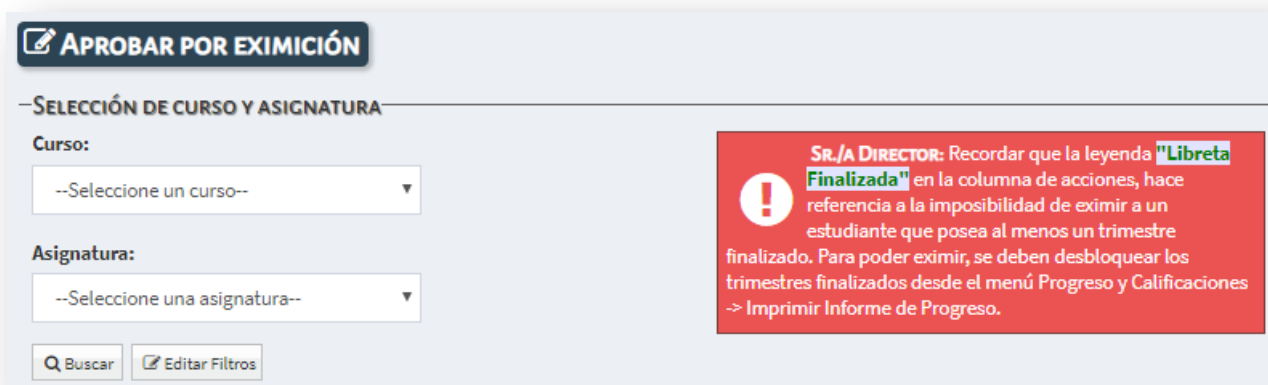 APROBAR POR EXIMICIÓN
SELECCIÓN DE CURSO Y ASIGNATURA
Curso:
--Seleccione un curso--
Asignatura:
--Seleccione una asignatura--
Buscar
Editar Filtros
SR./A DIRECTOR: Recordar que la leyenda "Libreta
Finalizada" en la columna de acciones, hace
referencia a la imposibilidad de eximir a un
estudiante que posea al menos un trimestre
finalizado. Para poder eximir, se deben desbloquear los
trimestres finalizados desde el menú Progreso y Calificaciones
-> Imprimir Informe de Progreso.